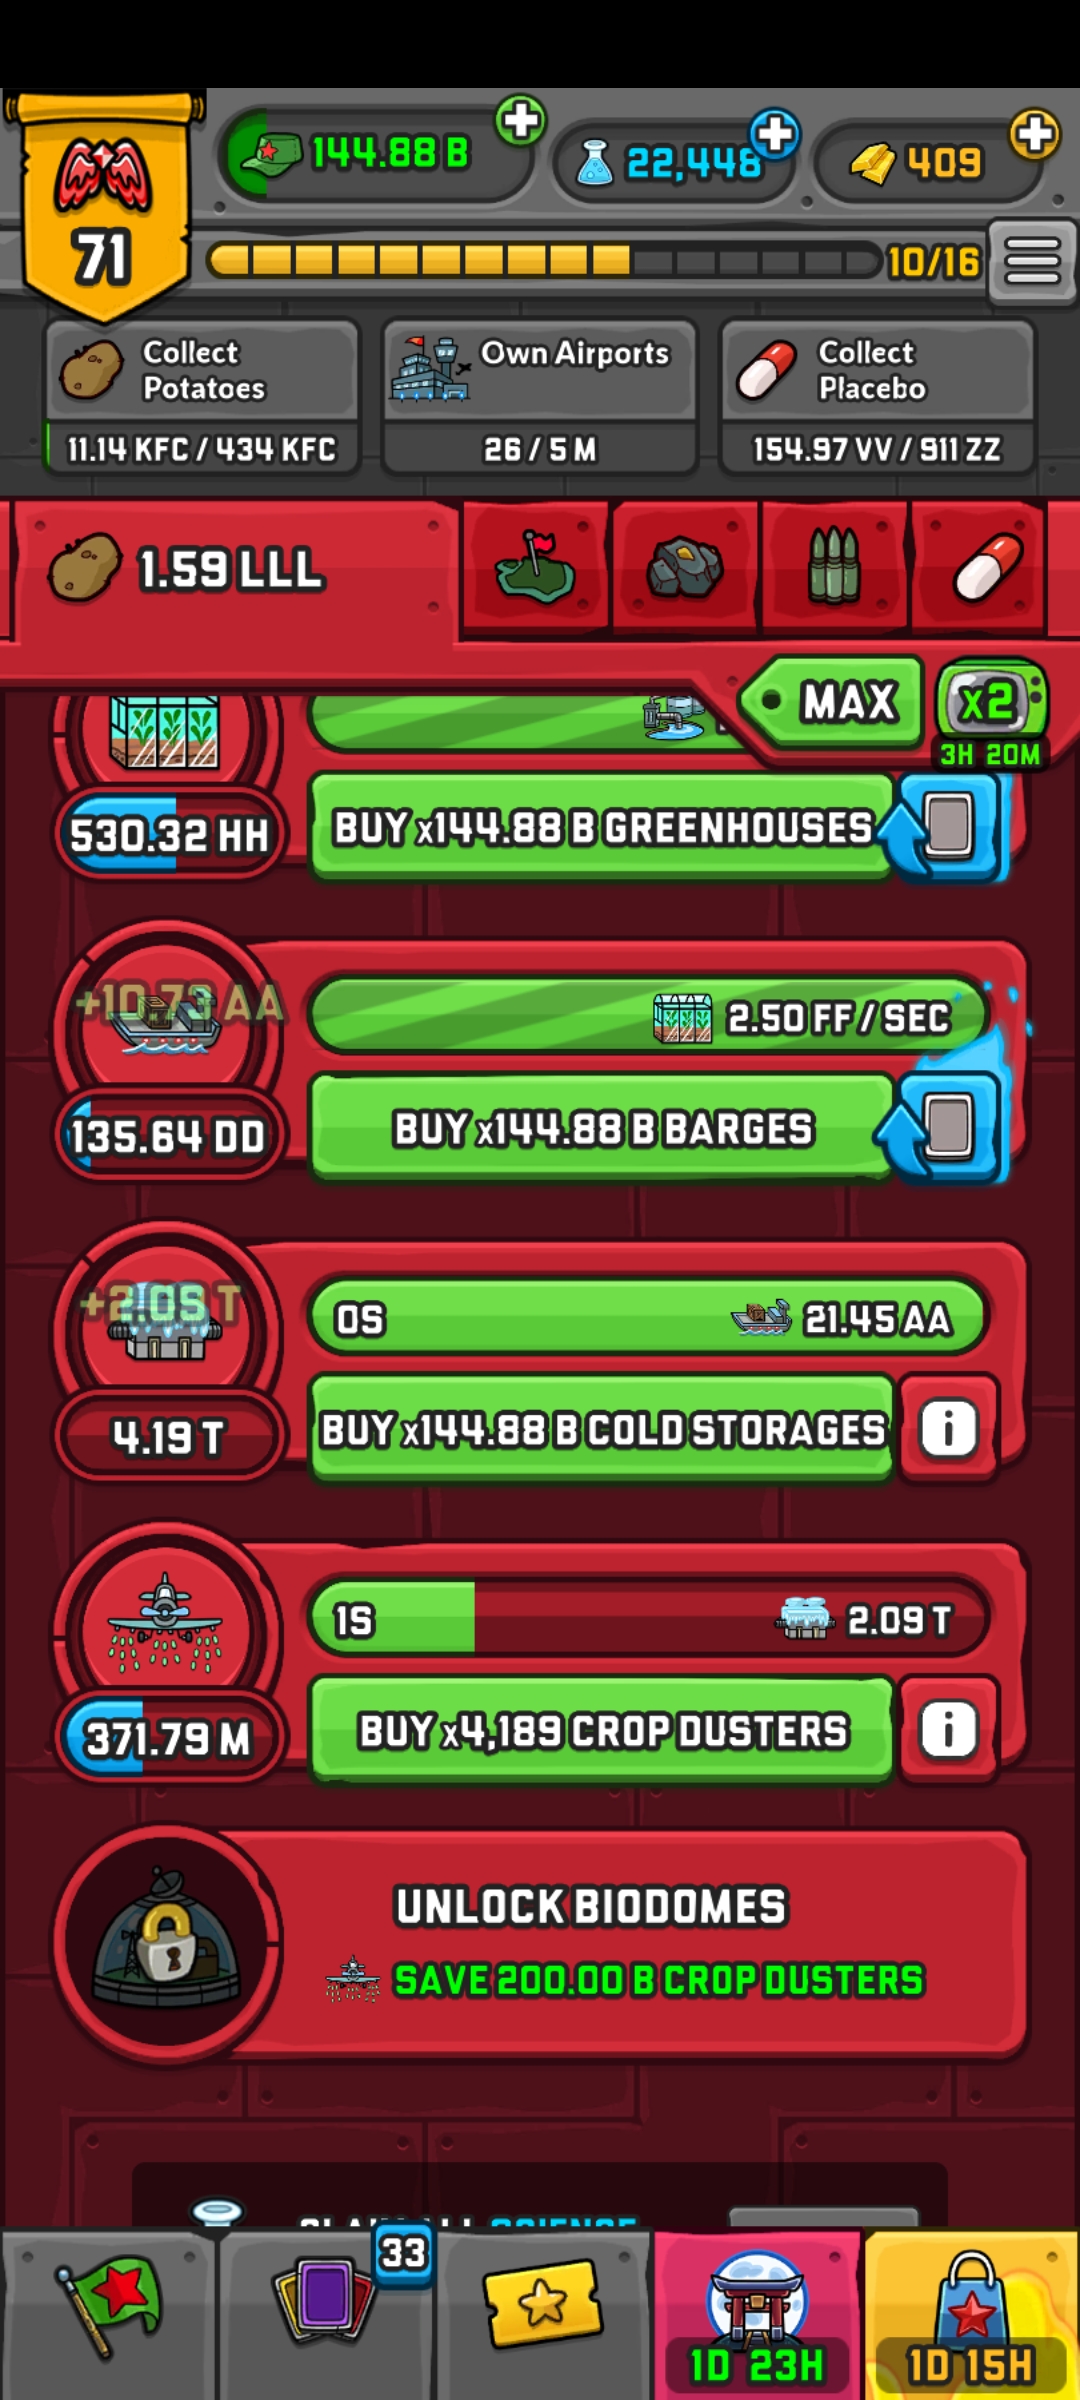 144.88 B
22,448
409
71
10/16
Collect Potatoes
11.14 KFC / 434 KFC
Own Airports
26 / 5 M
Collect Placebo
154.97 VV / 911 ZZ
1.59 LLL
MAX
x2
3H 20M
530.32 HH
BUY x144.88 B GREENHOUSES
+10.73 AA
2.50 FF / SEC
135.64 DD
BUY x144.88 B BARGES
+2.09 T
0S
21.45 AA
4.19 T
BUY x144.88 B COLD STORAGES
i
1S
2.09 T
371.79 M
BUY x4,189 CROP DUSTERS
i
UNLOCK BIODOMES
SAVE 200.00 B CROP DUSTERS
33
1D 23H
1D 15H